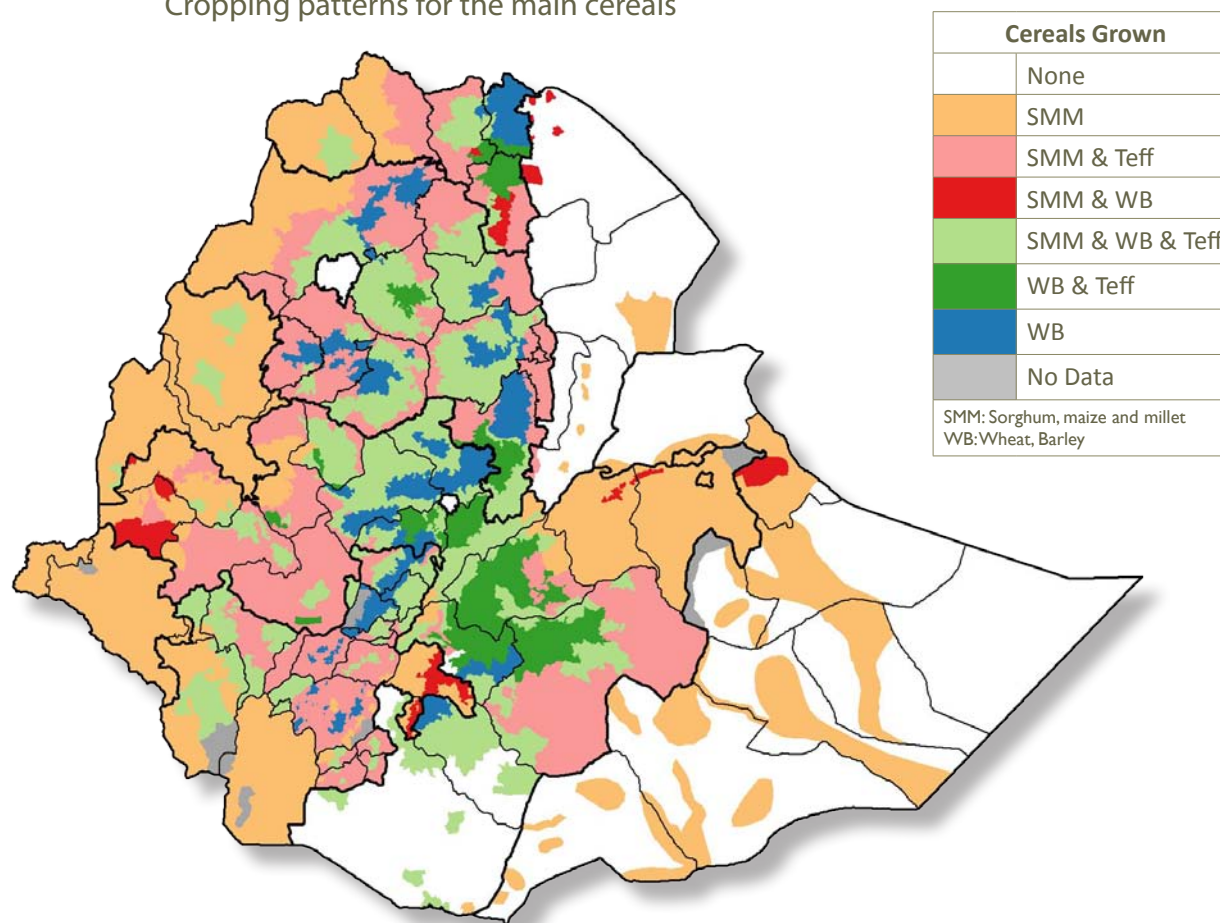 Cropping patterns for the main cereals
Cereals Grown
None
SMM
SMM & Teff
SMM & WB
SMM & WB & Teff
WB & Teff
WB
No Data
SMM: Sorghum, maize and millet
WB: Wheat, Barley